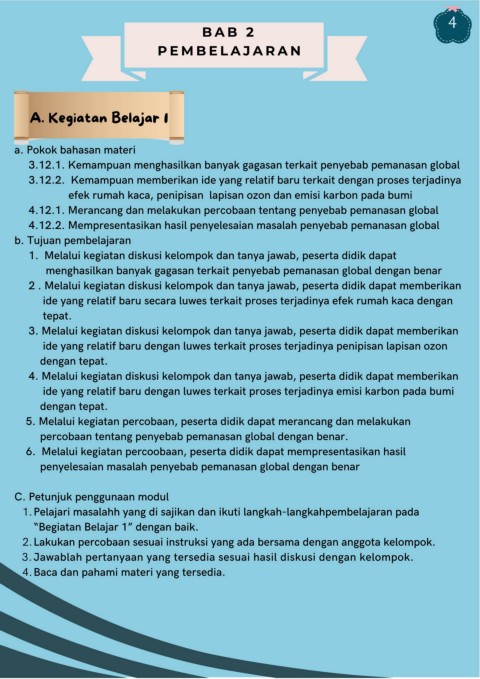 4
BAB 2
PEMBELAJARAN
A. Kegiatan Belajar 1
a. Pokok bahasan materi
3.12.1. Kemampuan menghasilkan banyak gagasan terkait penyebab pemanasan global
3.12.2. Kemampuan memberikan ide yang relatif baru terkait dengan proses terjadinya
efek rumah kaca, penipisan lapisan ozon dan emisi karbon pada bumi
4.12.1. Merancang dan melakukan percobaan tentang penyebab pemanasan global
4.12.2. Mempresentasikan hasil penyelesaian masalah penyebab pemanasan global
b. Tujuan pembelajaran
1. Melalui kegiatan diskusi kelompok dan tanya jawab, peserta didik dapat
menghasilkan banyak gagasan terkait penyebab pemanasan global dengan benar
2 . Melalui kegiatan diskusi kelompok dan tanya jawab, peserta didik dapat memberikan
ide yang relatif baru secara luwes terkait proses terjadinya efek rumah kaca dengan
tepat.
3. Melalui kegiatan diskusi kelompok dan tanya jawab, peserta didik dapat memberikan
ide yang relatif baru dengan luwes terkait proses terjadinya penipisan lapisan ozon
dengan tepat.
4. Melalui kegiatan diskusi kelompok dan tanya jawab, peserta didik dapat memberikan
ide yang relatif baru dengan luwes terkait proses terjadinya emisi karbon pada bumi
dengan tepat.
5. Melalui kegiatan percobaan, peserta didik dapat merancang dan melakukan
percobaan tentang penyebab pemanasan global dengan benar.
6. Melalui kegiatan percoobaan, peserta didik dapat mempresentasikan hasil
penyelesaian masalah penyebab pemanasan global dengan benar
C. Petunjuk penggunaan modul
1. Pelajari masalahh yang di sajikan dan ikuti langkah-langkahpembelajaran pada
"Begiatan Belajar 1" dengan baik.
2. Lakukan percobaan sesuai instruksi yang ada bersama dengan anggota kelompok.
3. Jawablah pertanyaan yang tersedia sesuai hasil diskusi dengan kelompok.
4. Baca dan pahami materi yang tersedia.